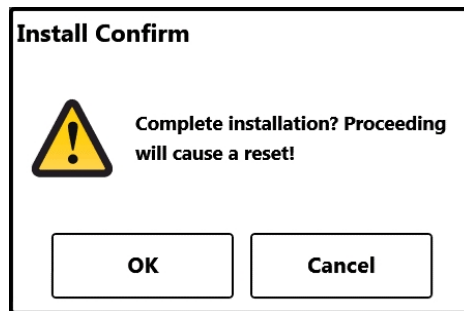 Install Confirm
Complete installation? Proceeding
will cause a reset!
OK
Cancel